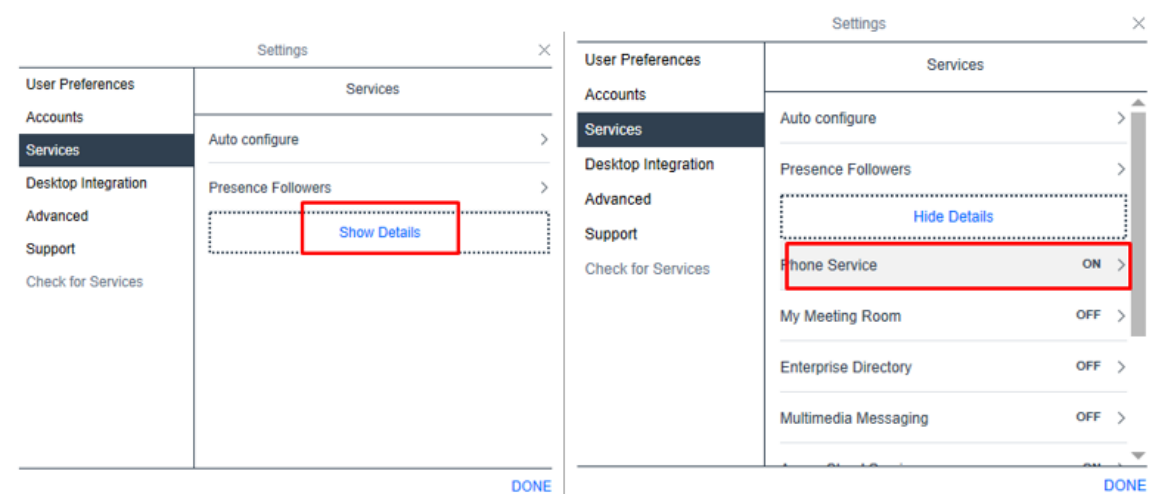 Settings
User Preferences
Accounts
Services
Desktop Integration
Advanced
Support
Check for Services
Services
Auto configure
Presence Followers
Show Details
DONE
Settings
User Preferences
Accounts
Services
Desktop Integration
Advanced
Support
Check for Services
Services
Auto configure
Presence Followers
Hide Details
Phone Service ON
My Meeting Room OFF
Enterprise Directory OFF
Multimedia Messaging OFF
DONE